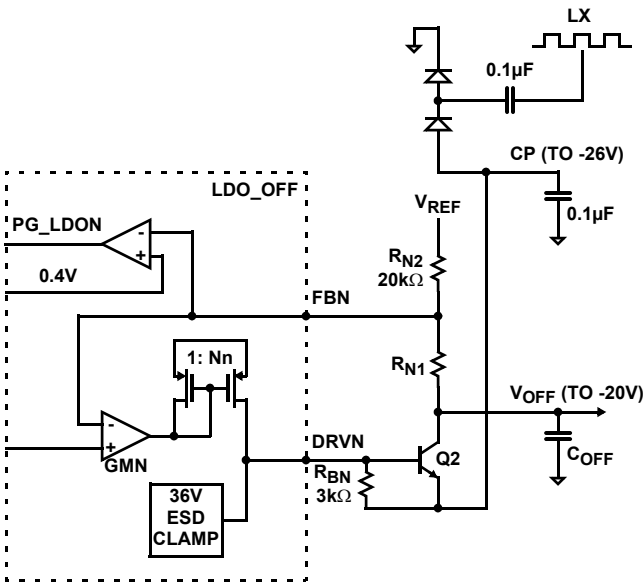 LX
0.1µF
CP (TO -26V)
0.1µF
LDO_OFF
PG_LDON
-
+
0.4V
VREF
RN2
20kΩ
FBN
1: Nn
RN1
-
+
GMN
VOFF (TO -20V)
DRVN
Q2
COFF
RBN
3kΩ
36V
ESD
CLAMP